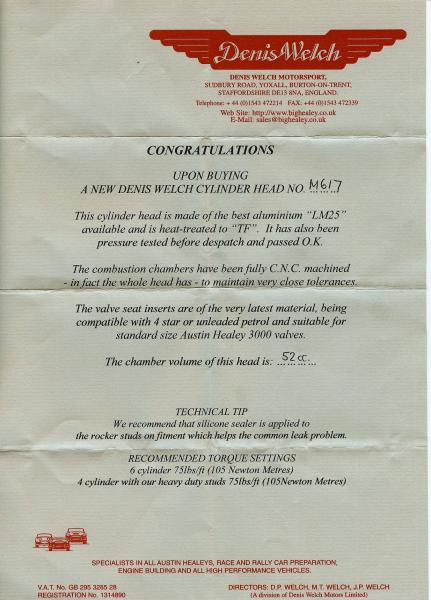 Denis Welch
DENIS WELCH MOTORSPORT,
SUDBURY ROAD, YOXALL, BURTON-ON-TRENT,
STAFFORDSHIRE DE13 8NA, ENGLAND.
Telephone: + 44 (0)1543 472214 FAX: +44 (0)1543 472339
Web Site: http://www.bighealey.co.uk
E-Mail: sales@bighealey.co.uk
CONGRATULATIONS
UPON BUYING
A NEW DENIS WELCH CYLINDER HEAD NO. M617
This cylinder head is made of the best aluminium "LM25"
available and is heat-treated to "TF". It has also been
pressure tested before despatch and passed O.K.
The combustion chambers have been fully C.N.C. machined
- in fact the whole head has - to maintain very close tolerances.
The valve seat inserts are of the very latest material, being
compatible with 4 star or unleaded petrol and suitable for
standard size Austin Healey 3000 valves.
The chamber volume of this head is: 52cc
TECHNICAL TIP
We recommend that silicone sealer is applied to
the rocker studs on fitment which helps the common leak problem.
RECOMMENDED TORQUE SETTINGS
6 cylinder 75lbs/ft (105 Newton Metres)
4 cylinder with our heavy duty studs 75lbs/ft (105Newton Metres)
SPECIALISTS IN ALL AUSTIN HEALEYS, RACE AND RALLY CAR PREPARATION,
ENGINE BUILDING AND ALL HIGH PERFORMANCE VEHICLES.
V.A.T. No. GB 295 3285 28
REGISTRATION No. 1314890
DIRECTORS: D.P. WELCH, M.T. WELCH, J.P. WELCH
(A division of Denis Welch Motors Limited)